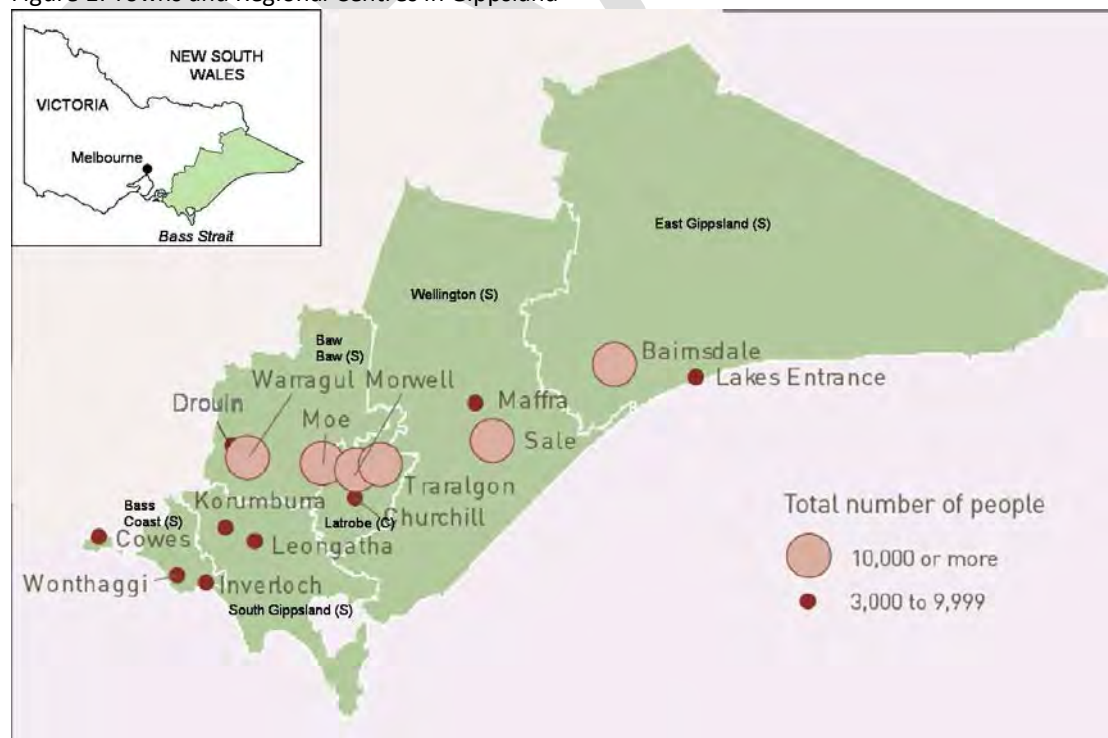 Figure 1: Towns and Regional Centres in Gippsland
NEW SOUTH
WALES
VICTORIA
Melbourne
Bass Strait
East Gippsland (S)
Wellington (S)
Baw
Baw (S)
Bairnsdale
Warragul
Morwell
Lakes Entrance
Drouin
Moe
Maffra
Sale
Korumburra
Traralgon
Churchill
Latrobe (C)
Bass
Coast (S)
Cowes
Leongatha
Wonthaggi
Inverloch
South Gippsland (S)
Total number of people
10,000 or more
3,000 to 9,999